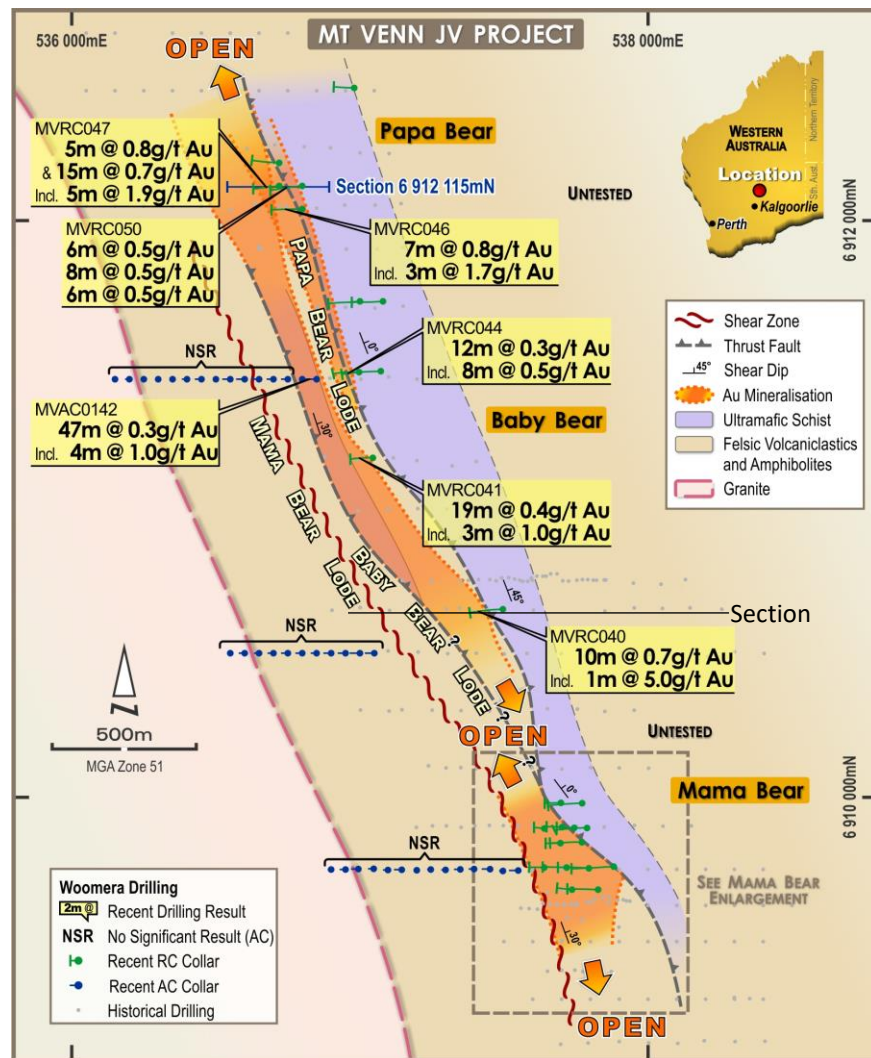 536 000mE
MT VENN JV PROJECT
538 000mE
OPEN
Papa Bear
MVRC047
5m @ 0.8g/t Au
& 15m @ 0.7g/t Au
Incl. 5m @ 1.9g/t Au
Section 6 912 115mN
UNTESTED
WESTERN
AUSTRALIA
Northern Territory
Sth. Aust.
Location
Kalgoorlie
Perth
6 912 000mN
MVRC050
6m @ 0.5g/t Au
8m @ 0.5g/t Au
6m @ 0.5g/t Au
MVRC046
7m @ 0.8g/t Au
Incl. 3m @ 1.7g/t Au
PAPA BEAR LODE
0°
MVRC044
12m @ 0.3g/t Au
Incl. 8m @ 0.5g/t Au
NSR
MVAC0142
47m @ 0.3g/t Au
Incl. 4m @ 1.0g/t Au
30°
Baby Bear
Shear Zone
Thrust Fault
45° Shear Dip
Au Mineralisation
Ultramafic Schist
Felsic Volcaniclastics
and Amphibolites
Granite
MAMA BEAR LODE
MVRC041
19m @ 0.4g/t Au
Incl. 3m @ 1.0g/t Au
BABY BEAR ? LODE ?
45°
Section
NSR
MVRC040
10m @ 0.7g/t Au
Incl. 1m @ 5.0g/t Au
N
500m
MGA Zone 51
OPEN
?
UNTESTED
Mama Bear
0°
6 910 000mN
NSR
SEE MAMA BEAR
ENLARGEMENT
30°
OPEN
Woomera Drilling
2m @ Recent Drilling Result
NSR No Significant Result (AC)
Recent RC Collar
Recent AC Collar
Historical Drilling